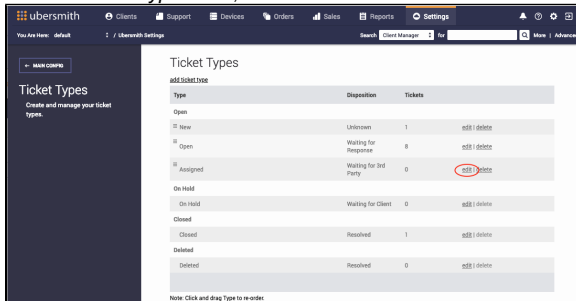 ubersmith Clients Support Devices Orders Sales Reports Settings
You Are Here: default / Ubersmith Settings Search Client Manager for More | Advanced
← MAIN CONFIG
Ticket Types
Create and manage your ticket
types.
Ticket Types
add ticket type
Type Disposition Tickets
Open
New Unknown 1 edit | delete
Open Waiting for Response 8 edit | delete
Assigned Waiting for 3rd Party 0 edit | delete
On Hold
On Hold Waiting for Client 0 edit | delete
Closed
Closed Resolved 1 edit | delete
Deleted
Deleted Resolved 0 edit | delete
Note: Click and drag Type to re-order.